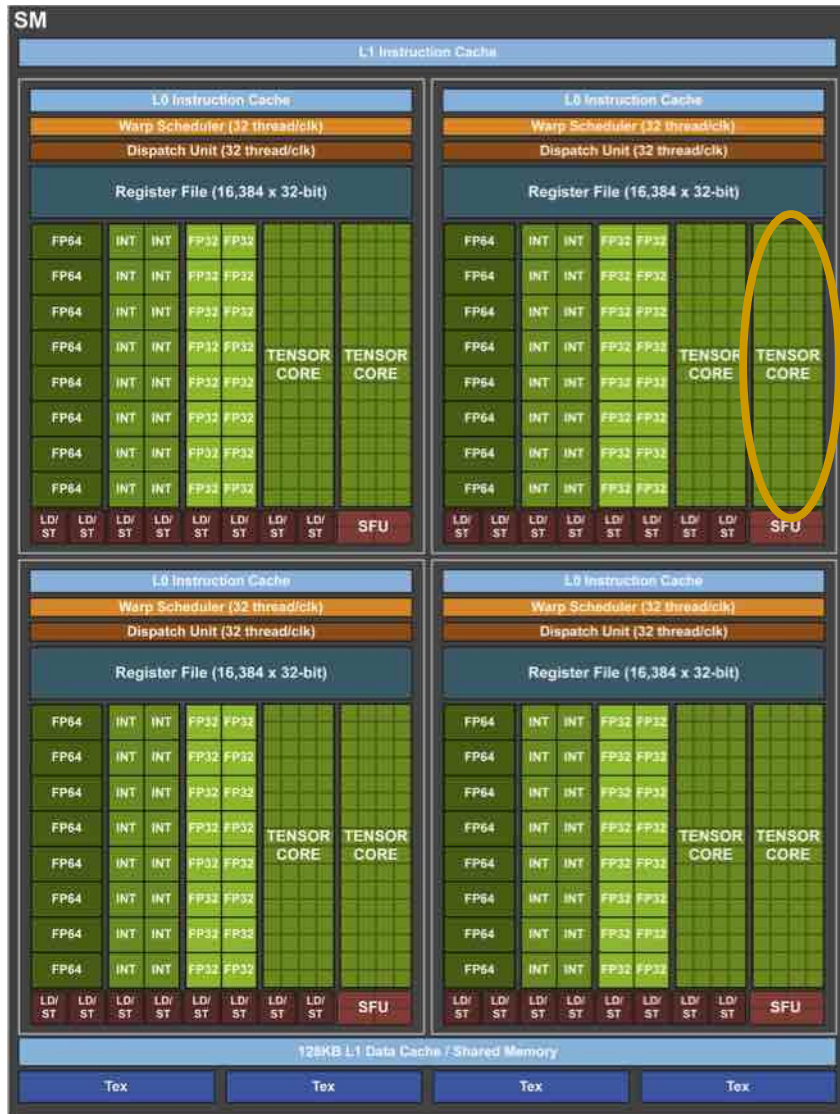 SM
L1 Instruction Cache
L0 Instruction Cache
Warp Scheduler (32 thread/clk)
Dispatch Unit (32 thread/clk)
Register File (16,384 x 32-bit)
FP64 INT INT FP32 FP32
FP64 INT INT FP32 FP32
FP64 INT INT FP32 FP32
FP64 INT INT FP32 FP32
TENSOR CORE TENSOR CORE
FP64 INT INT FP32 FP32
FP64 INT INT FP32 FP32
FP64 INT INT FP32 FP32
FP64 INT INT FP32 FP32
LD/ST LD/ST LD/ST LD/ST LD/ST LD/ST LD/ST LD/ST SFU
L0 Instruction Cache
Warp Scheduler (32 thread/clk)
Dispatch Unit (32 thread/clk)
Register File (16,384 x 32-bit)
FP64 INT INT FP32 FP32
FP64 INT INT FP32 FP32
FP64 INT INT FP32 FP32
FP64 INT INT FP32 FP32
TENSOR CORE TENSOR CORE
FP64 INT INT FP32 FP32
FP64 INT INT FP32 FP32
FP64 INT INT FP32 FP32
FP64 INT INT FP32 FP32
LD/ST LD/ST LD/ST LD/ST LD/ST LD/ST LD/ST LD/ST SFU
L0 Instruction Cache
Warp Scheduler (32 thread/clk)
Dispatch Unit (32 thread/clk)
Register File (16,384 x 32-bit)
FP64 INT INT FP32 FP32
FP64 INT INT FP32 FP32
FP64 INT INT FP32 FP32
FP64 INT INT FP32 FP32
TENSOR CORE TENSOR CORE
FP64 INT INT FP32 FP32
FP64 INT INT FP32 FP32
FP64 INT INT FP32 FP32
FP64 INT INT FP32 FP32
LD/ST LD/ST LD/ST LD/ST LD/ST LD/ST LD/ST LD/ST SFU
L0 Instruction Cache
Warp Scheduler (32 thread/clk)
Dispatch Unit (32 thread/clk)
Register File (16,384 x 32-bit)
FP64 INT INT FP32 FP32
FP64 INT INT FP32 FP32
FP64 INT INT FP32 FP32
FP64 INT INT FP32 FP32
TENSOR CORE TENSOR CORE
FP64 INT INT FP32 FP32
FP64 INT INT FP32 FP32
FP64 INT INT FP32 FP32
FP64 INT INT FP32 FP32
LD/ST LD/ST LD/ST LD/ST LD/ST LD/ST LD/ST LD/ST SFU
128KB L1 Data Cache / Shared Memory
Tex Tex Tex Tex